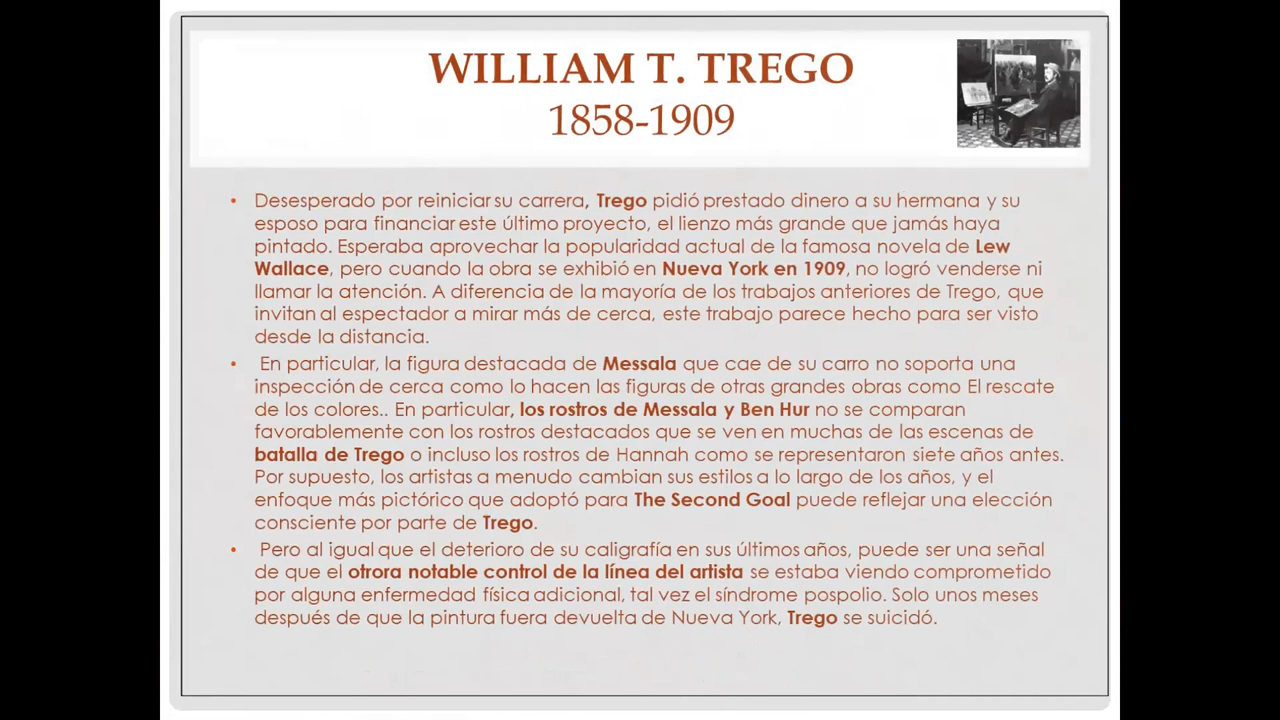 WILLIAM T. TREGO
1858-1909
• Desesperado por reiniciar su carrera, Trego pidió prestado dinero a su hermana y su
esposo para financiar este último proyecto, el lienzo más grande que jamás haya
pintado. Esperaba aprovechar la popularidad actual de la famosa novela de Lew
Wallace, pero cuando la obra se exhibió en Nueva York en 1909, no logró venderse ni
llamar la atención. A diferencia de la mayoría de los trabajos anteriores de Trego, que
invitan al espectador a mirar más de cerca, este trabajo parece hecho para ser visto
desde la distancia.
• En particular, la figura destacada de Messala que cae de su carro no soporta una
inspección de cerca como lo hacen las figuras de otras grandes obras como El rescate
de los colores.. En particular, los rostros de Messala y Ben Hur no se comparan
favorablemente con los rostros destacados que se ven en muchas de las escenas de
batalla de Trego o incluso los rostros de Hannah como se representaron siete años antes.
Por supuesto, los artistas a menudo cambian sus estilos a lo largo de los años, y el
enfoque más pictórico que adoptó para The Second Goal puede reflejar una elección
consciente por parte de Trego.
• Pero al igual que el deterioro de su caligrafía en sus últimos años, puede ser una señal
de que el otrora notable control de la línea del artista se estaba viendo comprometido
por alguna enfermedad física adicional, tal vez el síndrome pospolio. Solo unos meses
después de que la pintura fuera devuelta de Nueva York, Trego se suicidó.